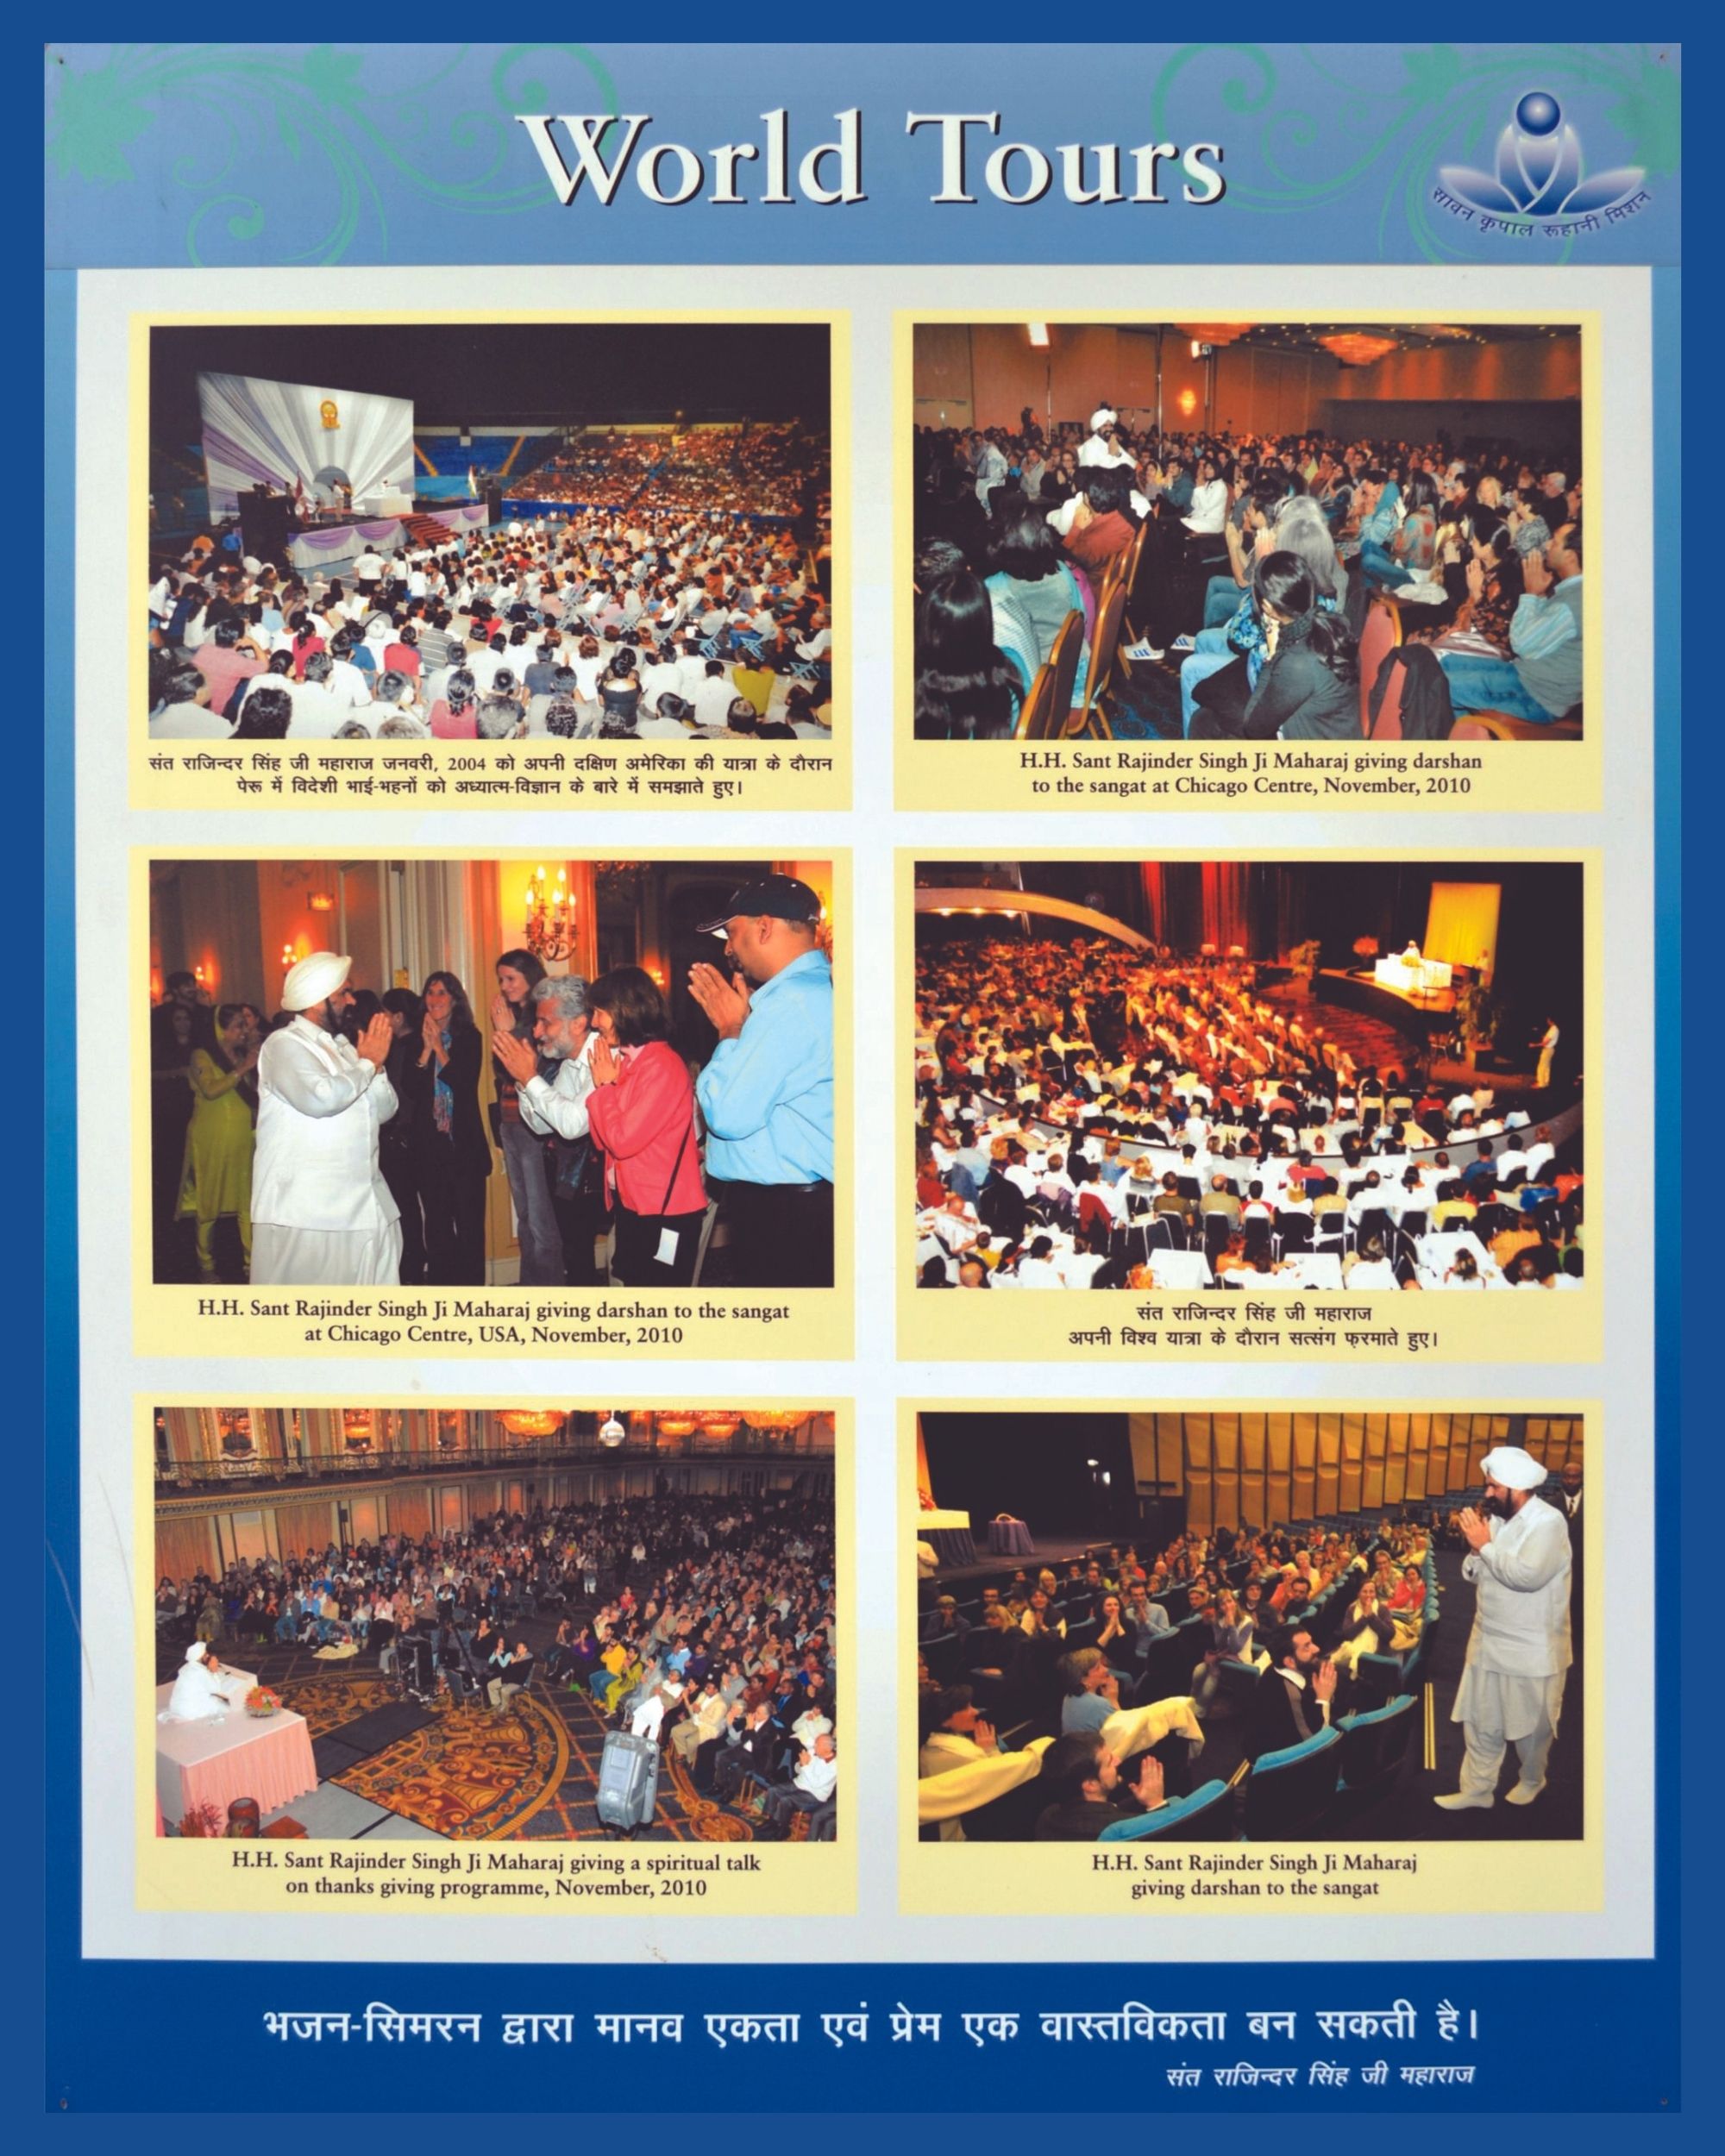 World Tours
सावन कृपाल रूहानी मिशन
संत राजिन्दर सिंह जी महाराज जनवरी, 2004 को अपनी दक्षिण अमेरिका की यात्रा के दौरान
पेरू में विदेशी भाई-भहनों को अध्यात्म-विज्ञान के बारे में समझाते हुए।
H.H. Sant Rajinder Singh Ji Maharaj giving darshan
to the sangat at Chicago Centre, November, 2010
H.H. Sant Rajinder Singh Ji Maharaj giving darshan to the sangat
at Chicago Centre, USA, November, 2010
संत राजिन्दर सिंह जी महाराज
अपनी विश्व यात्रा के दौरान सत्संग फ़रमाते हुए।
H.H. Sant Rajinder Singh Ji Maharaj giving a spiritual talk
on thanks giving programme, November, 2010
H.H. Sant Rajinder Singh Ji Maharaj
giving darshan to the sangat
भजन-सिमरन द्वारा मानव एकता एवं प्रेम एक वास्तविकता बन सकती है।
संत राजिन्दर सिंह जी महाराज